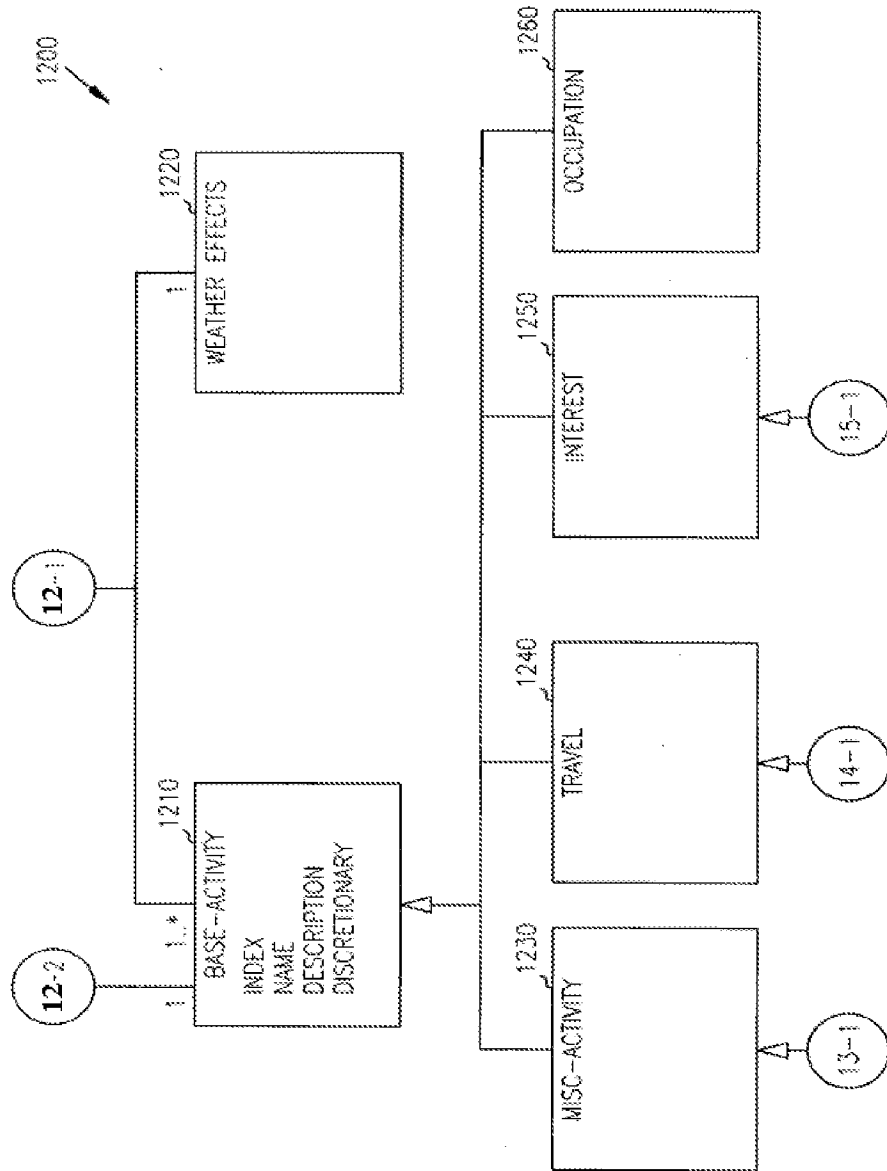 1200
12-2
12-1
1
1..*
1210
BASE-ACTIVITY
INDEX
NAME
DESCRIPTION
DISCRETIONARY
1
1220
WEATHER EFFECTS
1230
MISC-ACTIVITY
1240
TRAVEL
1250
INTEREST
1260
OCCUPATION
13-1
14-1
15-1